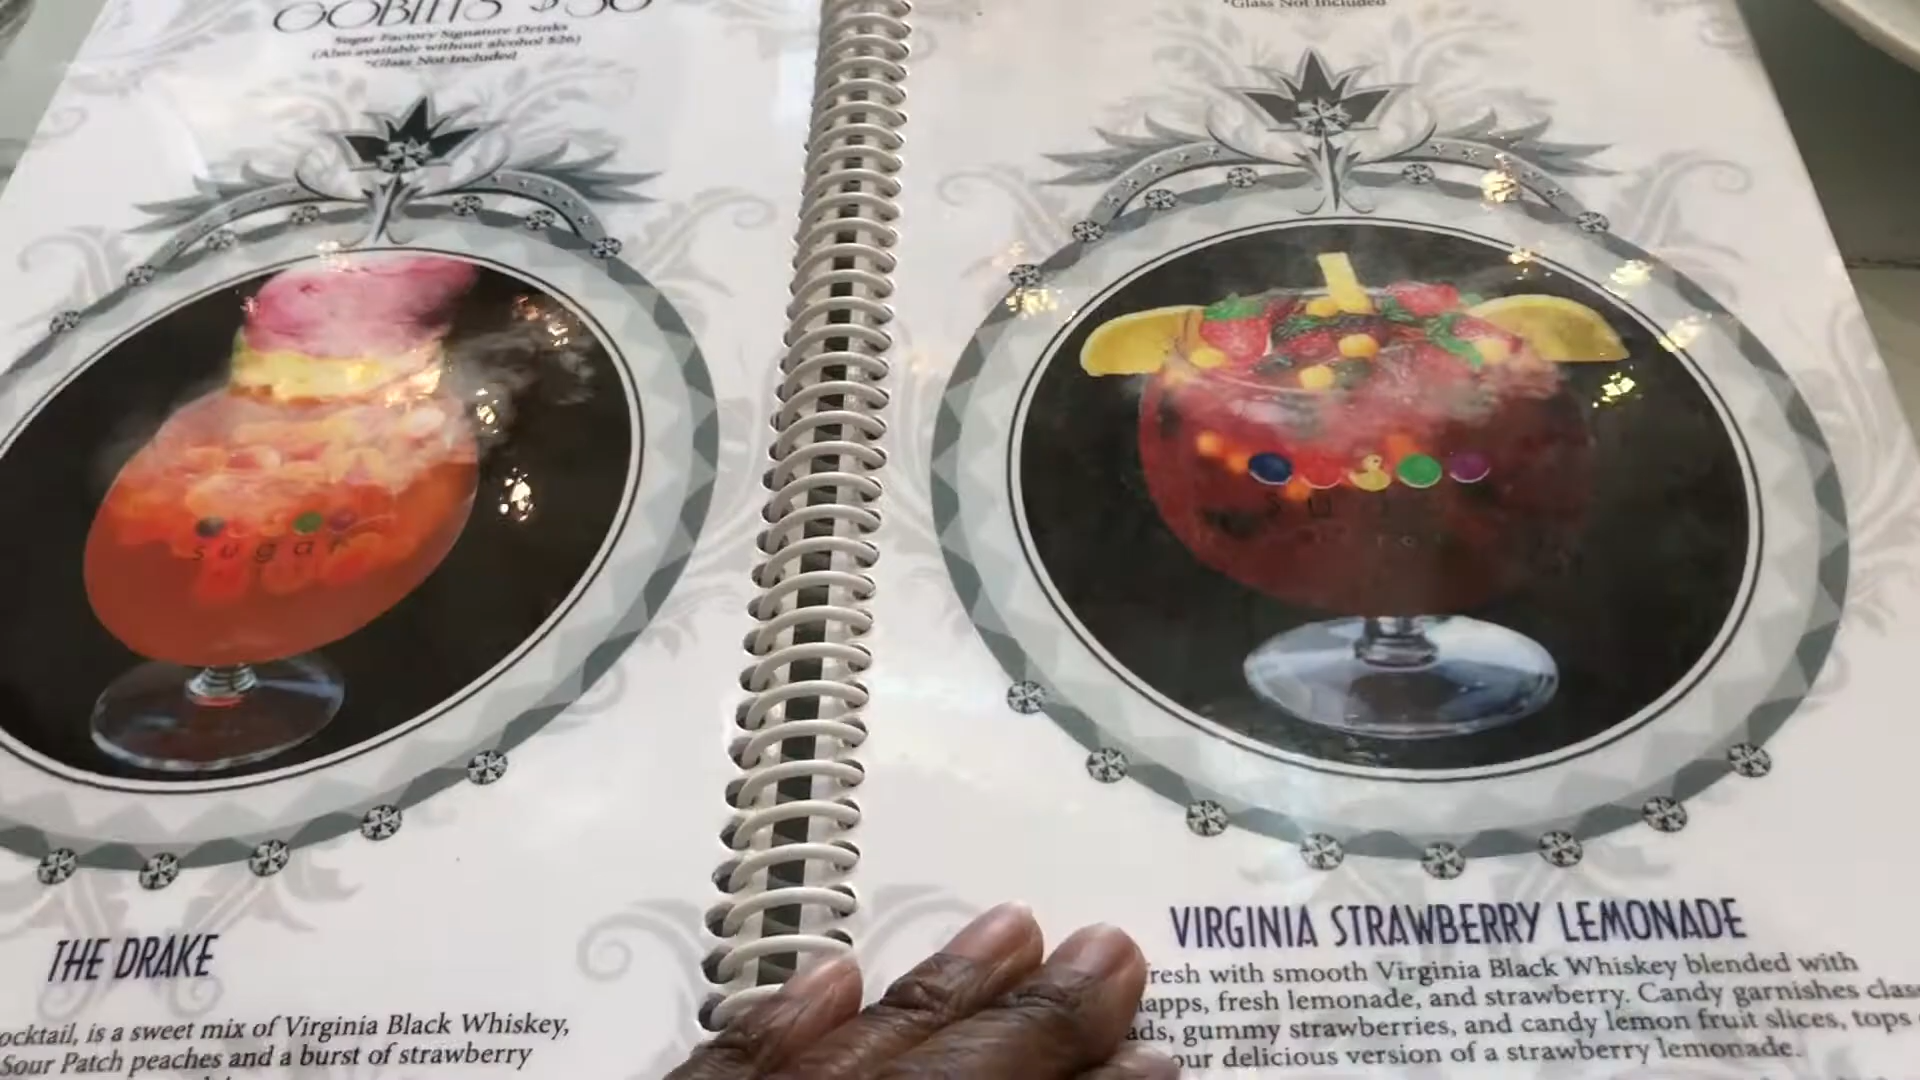 GOBLETS $36
Sugar Factory Signature Drinks
(Also available without alcohol $26)
*Glass Not Included
sugar
THE DRAKE
ocktail, is a sweet mix of Virginia Black Whiskey,
Sour Patch peaches and a burst of strawberry
*Glass Not Included
VIRGINIA STRAWBERRY LEMONADE
resh with smooth Virginia Black Whiskey blended with
apps, fresh lemonade, and strawberry. Candy garnishes
ads, gummy strawberries, and candy lemon fruit slices, tops
our delicious version of a strawberry lemonade.